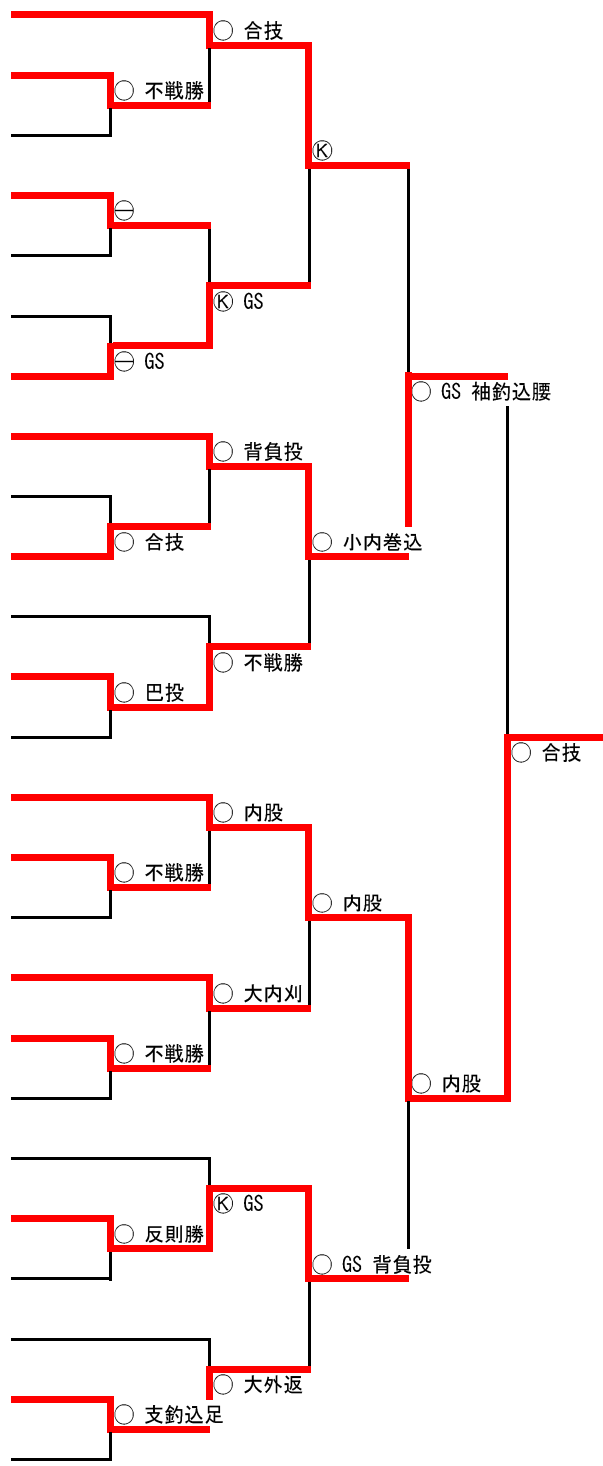 ○ 合技
○ 不戦勝
Ⓚ
㊀
Ⓚ GS
㊀ GS
○ GS 袖釣込腰
○ 背負投
○ 合技
○ 小内巻込
○ 不戦勝
○ 巴投
○ 合技
○ 内股
○ 不戦勝
○ 内股
○ 大内刈
○ 不戦勝
○ 内股
Ⓚ GS
○ 反則勝
○ GS 背負投
○ 大外返
○ 支釣込足